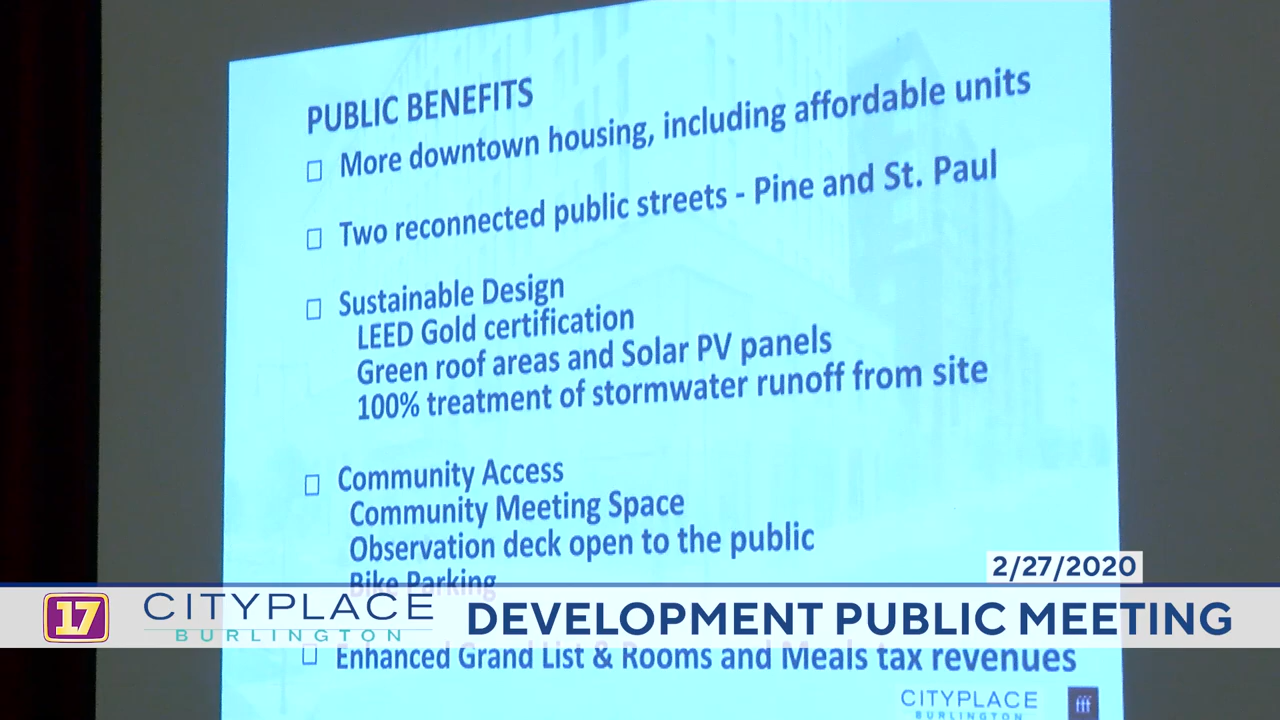 PUBLIC BENEFITS
More downtown housing, including affordable units
Two reconnected public streets - Pine and St. Paul
Sustainable Design
LEED Gold certification
Green roof areas and Solar PV panels
100% treatment of stormwater runoff from site
Community Access
Community Meeting Space
Observation deck open to the public
Bike Parking
2/27/2020
17
CITYPLACE
BURLINGTON
DEVELOPMENT PUBLIC MEETING
Enhanced Grand List & Rooms and Meals tax revenues
CITYPLACE
BURLINGTON
fff